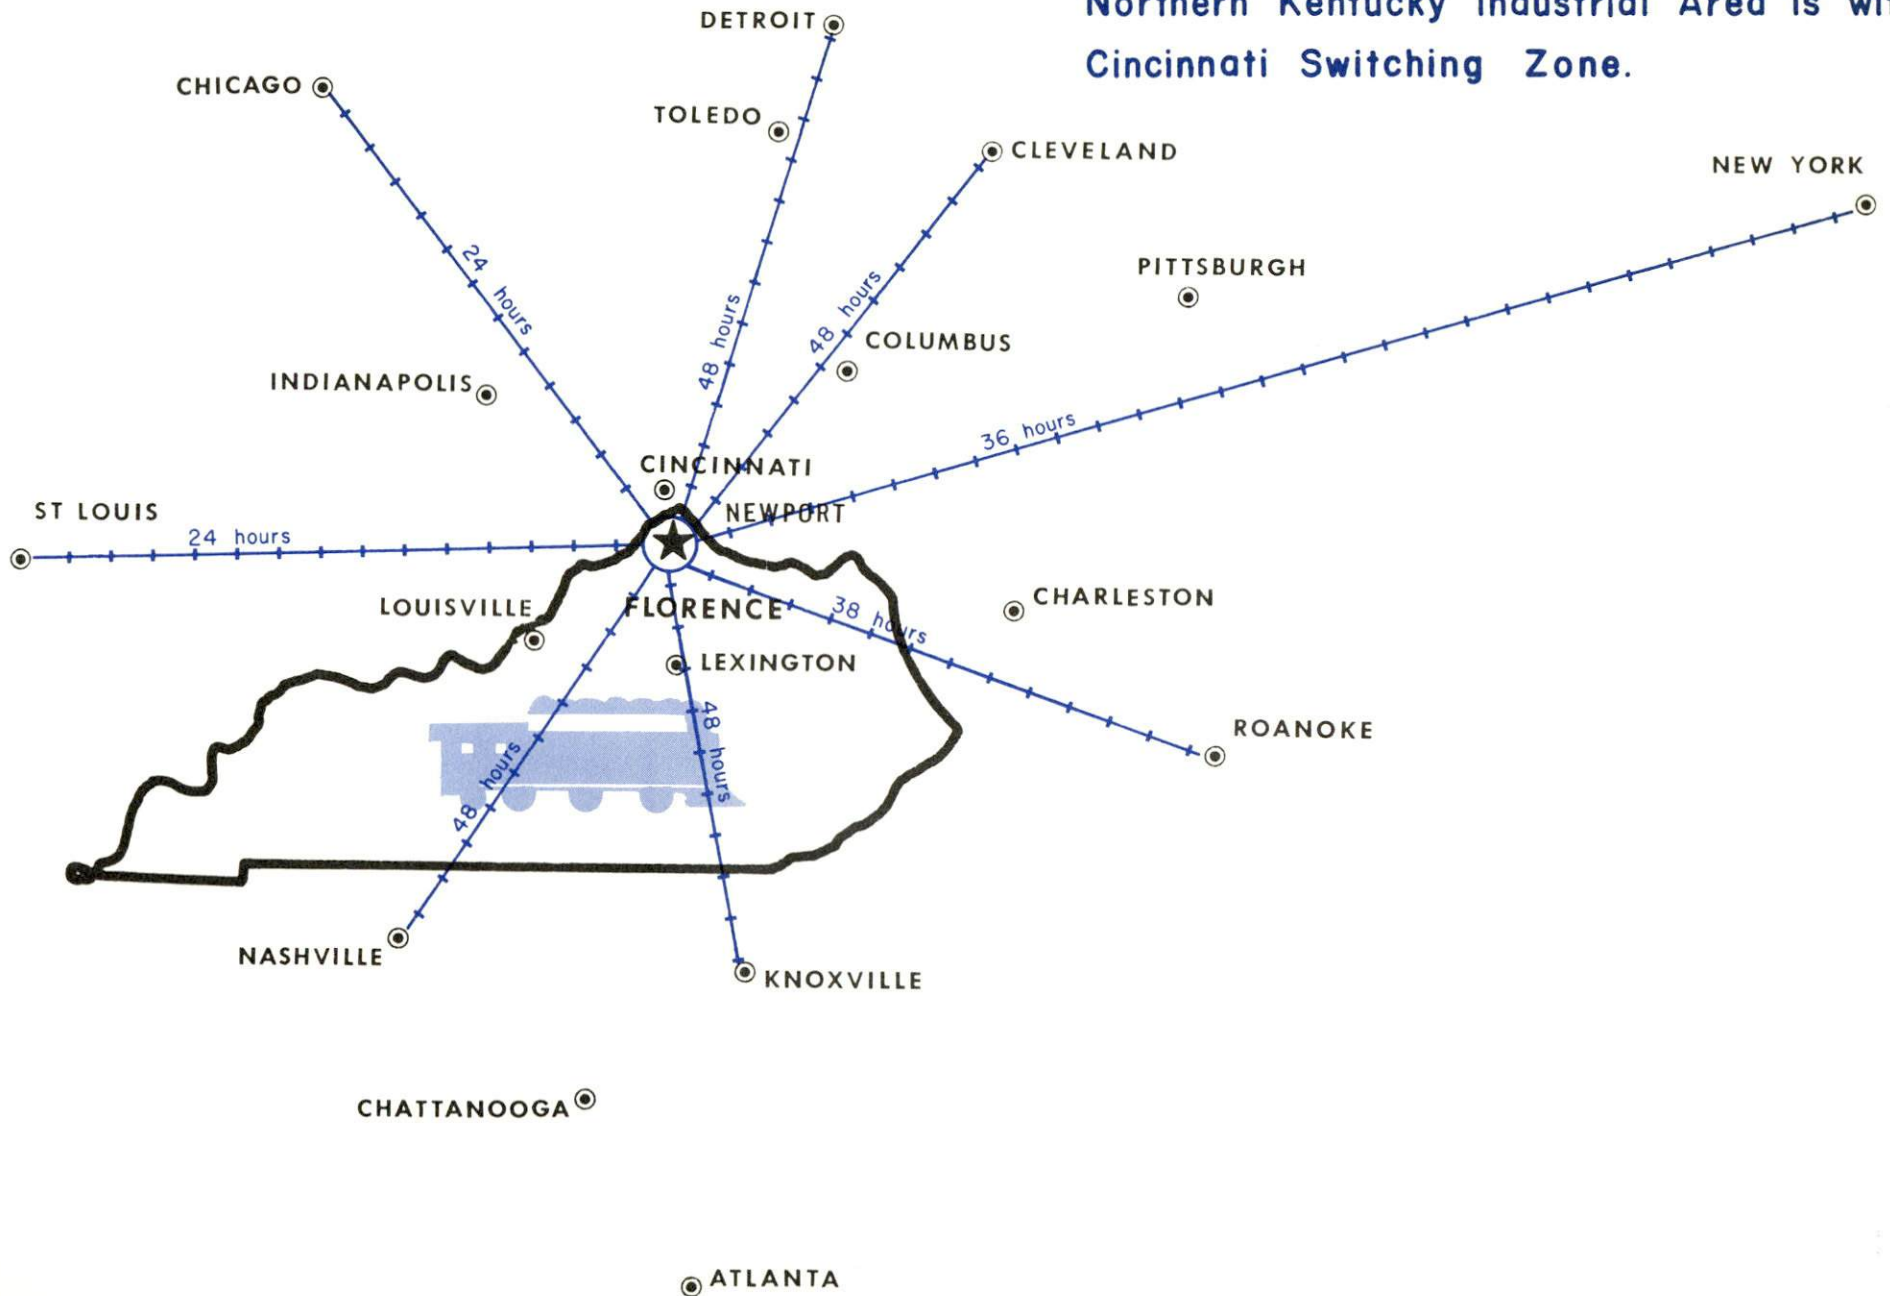 Northern Kentucky Industrial Area is
Cincinnati Switching Zone.
DETROIT
CHICAGO
TOLEDO
CLEVELAND
NEW YORK
24 hours
PITTSBURGH
48 hours
48 hours
COLUMBUS
INDIANAPOLIS
36 hours
CINCINNATI
ST LOUIS
NEWPORT
24 hours
LOUISVILLE
FLORENCE
38 hours
CHARLESTON
LEXINGTON
48 hours
ROANOKE
48 hours
NASHVILLE
KNOXVILLE
CHATTANOOGA
ATLANTA